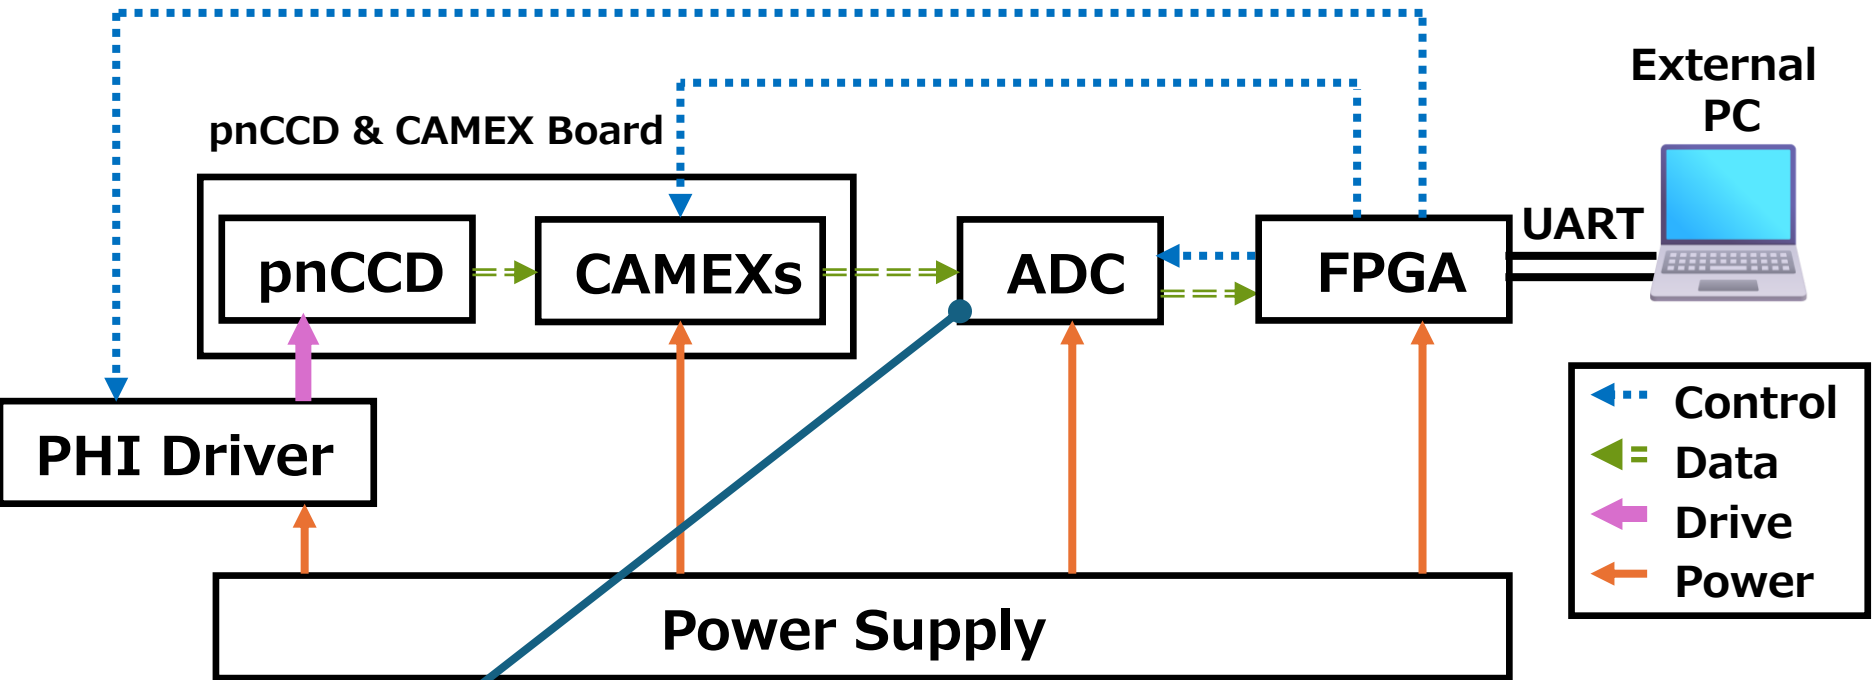 External
PC
pnCCD & CAMEX Board
UART
pnCCD
CAMEXs
ADC
FPGA
PHI Driver
Control
Data
Drive
Power
Power Supply